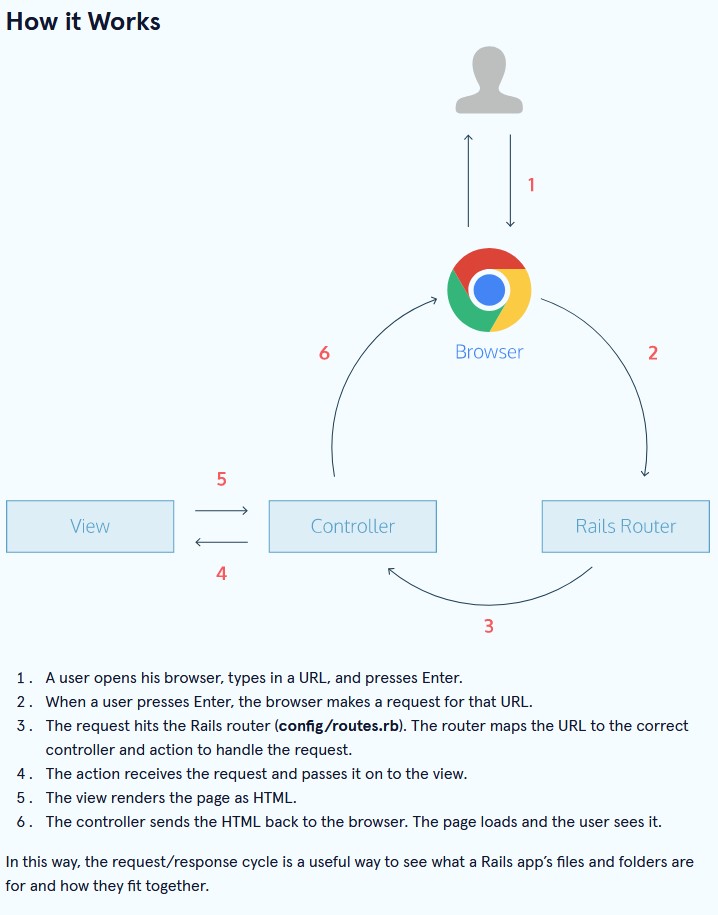 How it Works
1
Browser
6
2
5
View
Controller
Rails Router
4
3
1. A user opens his browser, types in a URL, and presses Enter.
2. When a user presses Enter, the browser makes a request for that URL.
3. The request hits the Rails router (config/routes.rb). The router maps the URL to the correct
controller and action to handle the request.
4. The action receives the request and passes it on to the view.
5. The view renders the page as HTML.
6. The controller sends the HTML back to the browser. The page loads and the user sees it.
In this way, the request/response cycle is a useful way to see what a Rails app’s files and folders are
for and how they fit together.